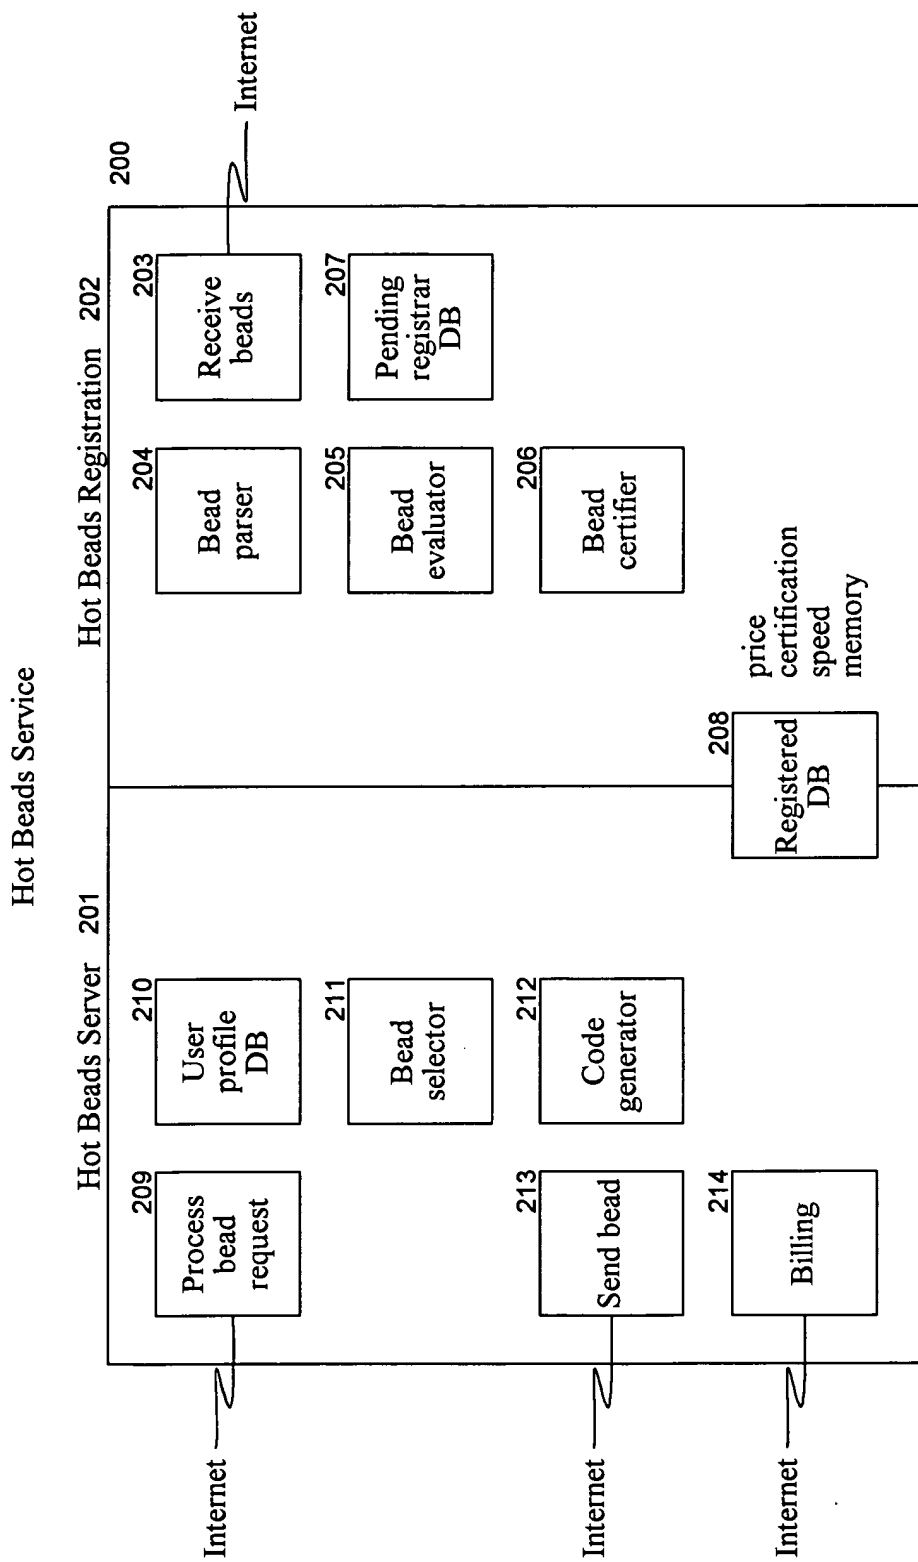 Hot Beads Service
Hot Beads Server 201
Hot Beads Registration 202
200
209
Process
bead
request
210
User
profile
DB
204
Bead
parser
203
Receive
beads
Internet
Internet
211
Bead
selector
205
Bead
evaluator
207
Pending
registrar
DB
213
Send bead
212
Code
generator
206
Bead
certifier
Internet
214
Billing
208
Registered
DB
price
certification
speed
memory
Internet